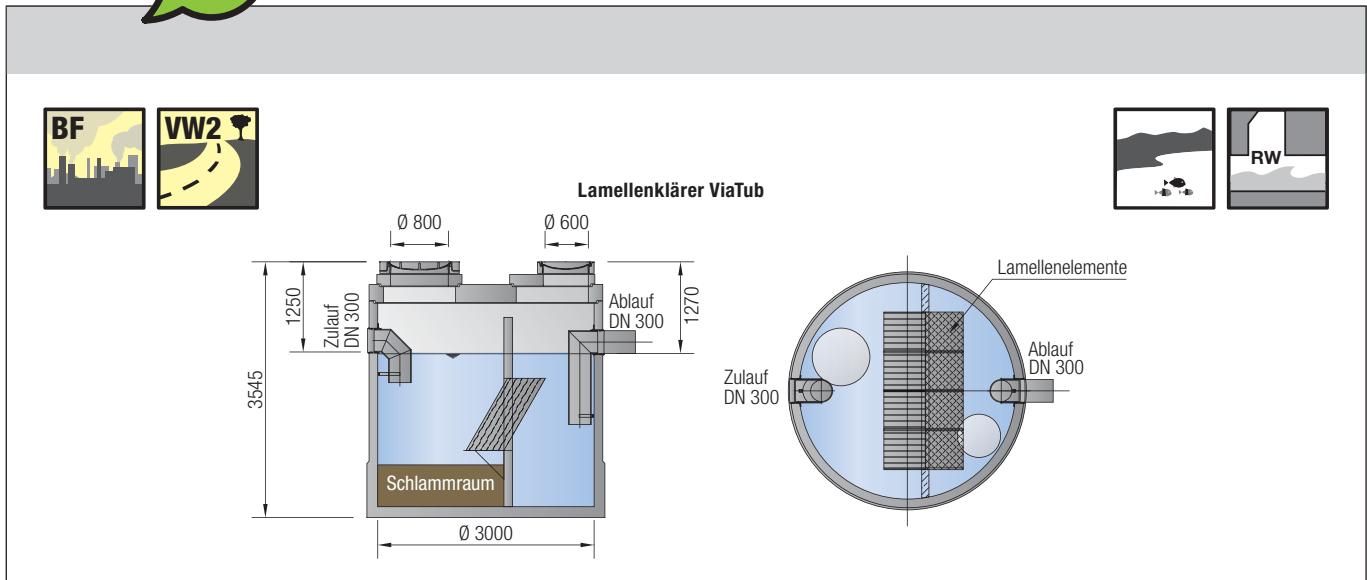 BF
VW2
RW
Lamellenklärer ViaTub
Ø 800
Ø 600
1250
Zulauf
DN 300
Ablauf
DN 300
1270
3545
Schlammraum
Ø 3000
Lamellenelemente
Zulauf
DN 300
Ablauf
DN 300